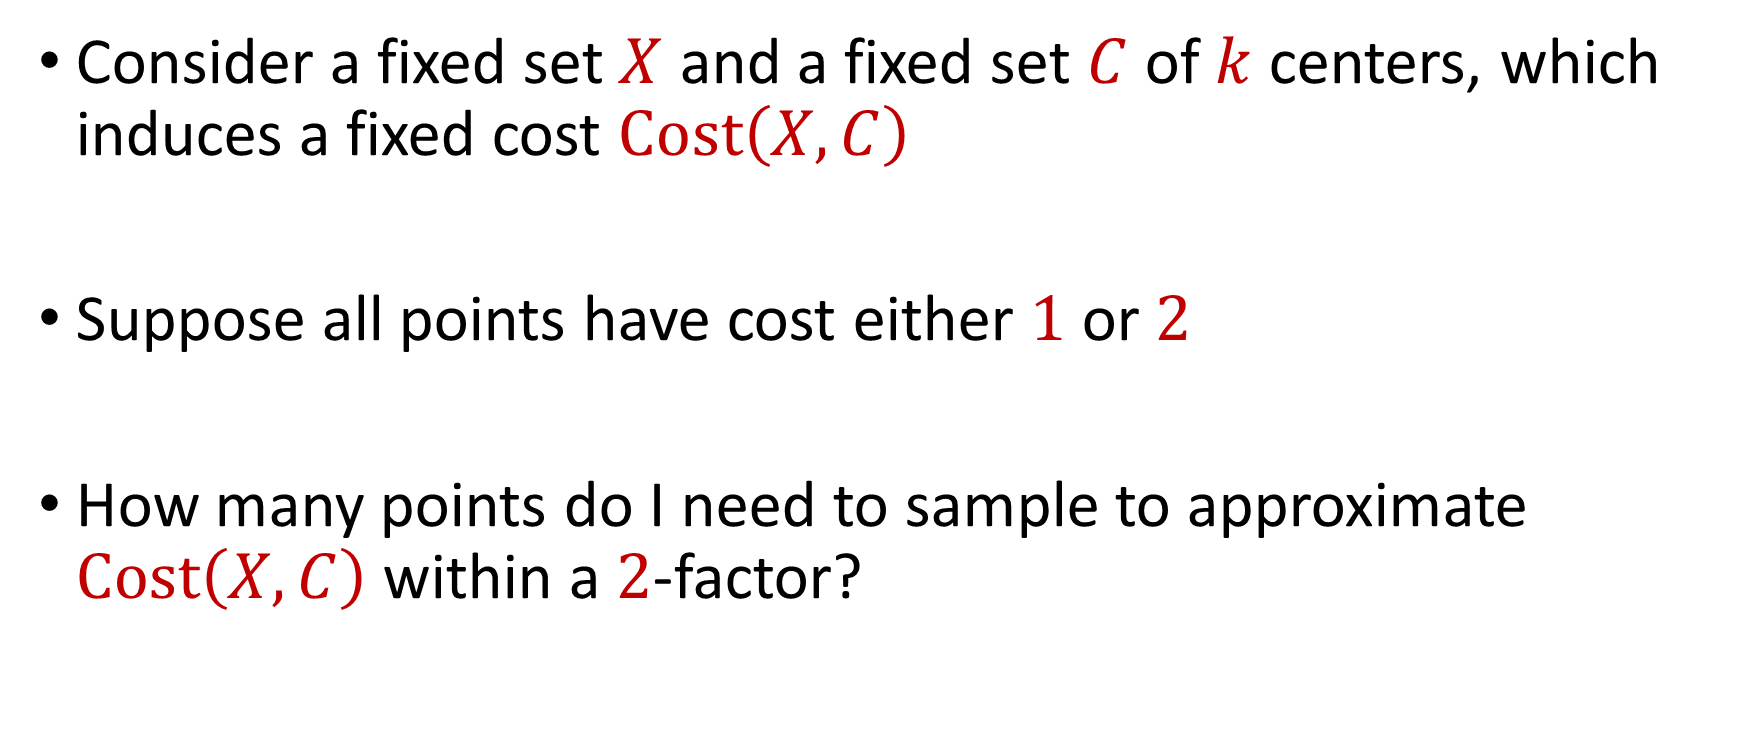 • Consider a fixed set X and a fixed set C of k centers, which
induces a fixed cost Cost(X, C)
• Suppose all points have cost either 1 or 2
• How many points do I need to sample to approximate
Cost(X, C) within a 2-factor?